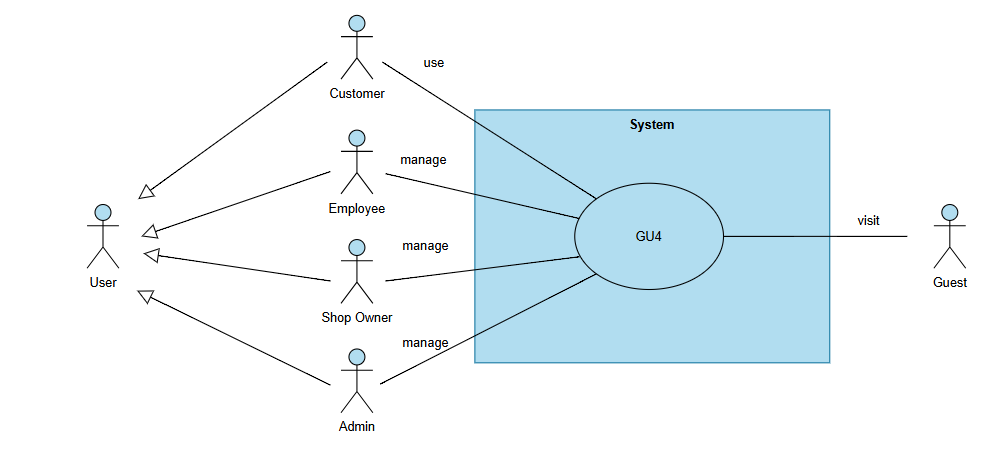 use
Customer
System
manage
Employee
visit
GU4
manage
User
Guest
Shop Owner
manage
Admin